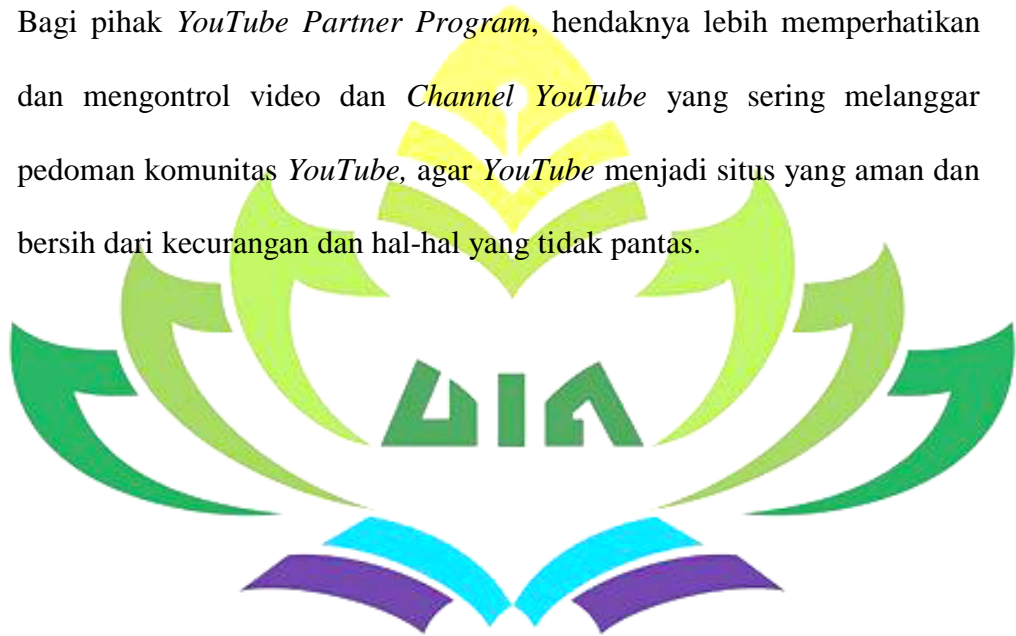 Bagi pihak YouTube Partner Program, hendaknya lebih memperhatikan
dan mengontrol video dan Channel YouTube yang sering melanggar
pedoman komunitas YouTube, agar YouTube menjadi situs yang aman dan
bersih dari kecurangan dan hal-hal yang tidak pantas.
UIN